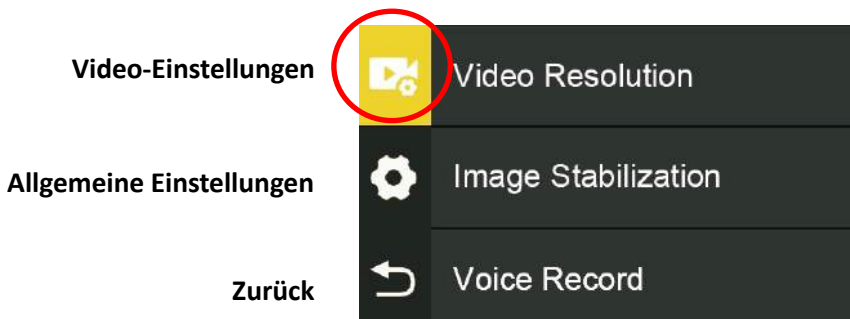 Video-Einstellungen
Video Resolution
Allgemeine Einstellungen
Image Stabilization
Zurück
Voice Record